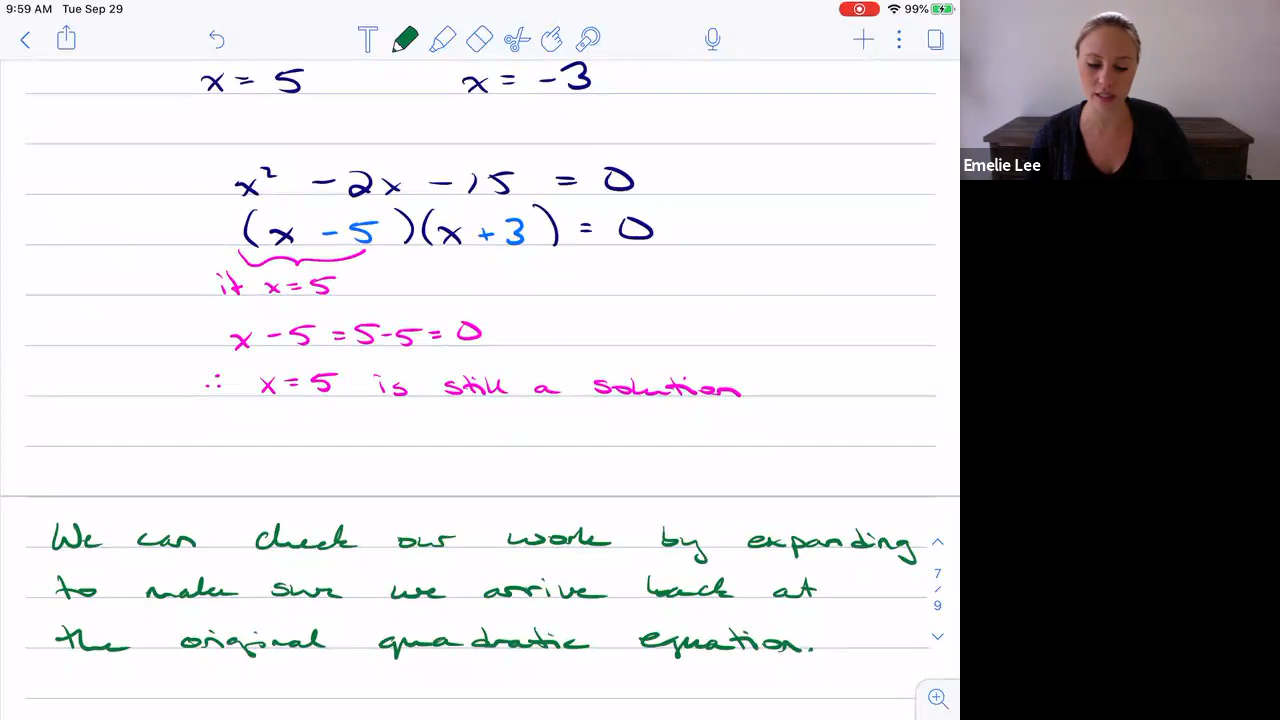 9:59 AM Tue Sep 29
99%
x = 5 x = -3
x² - 2x - 15 = 0
(x - 5)(x + 3) = 0
if x = 5
x - 5 = 5 - 5 = 0
∴ x = 5 is still a solution
We can check our work by expanding
to make sure we arrive back at
the original quadratic equation.
7
/
9
Emelie Lee